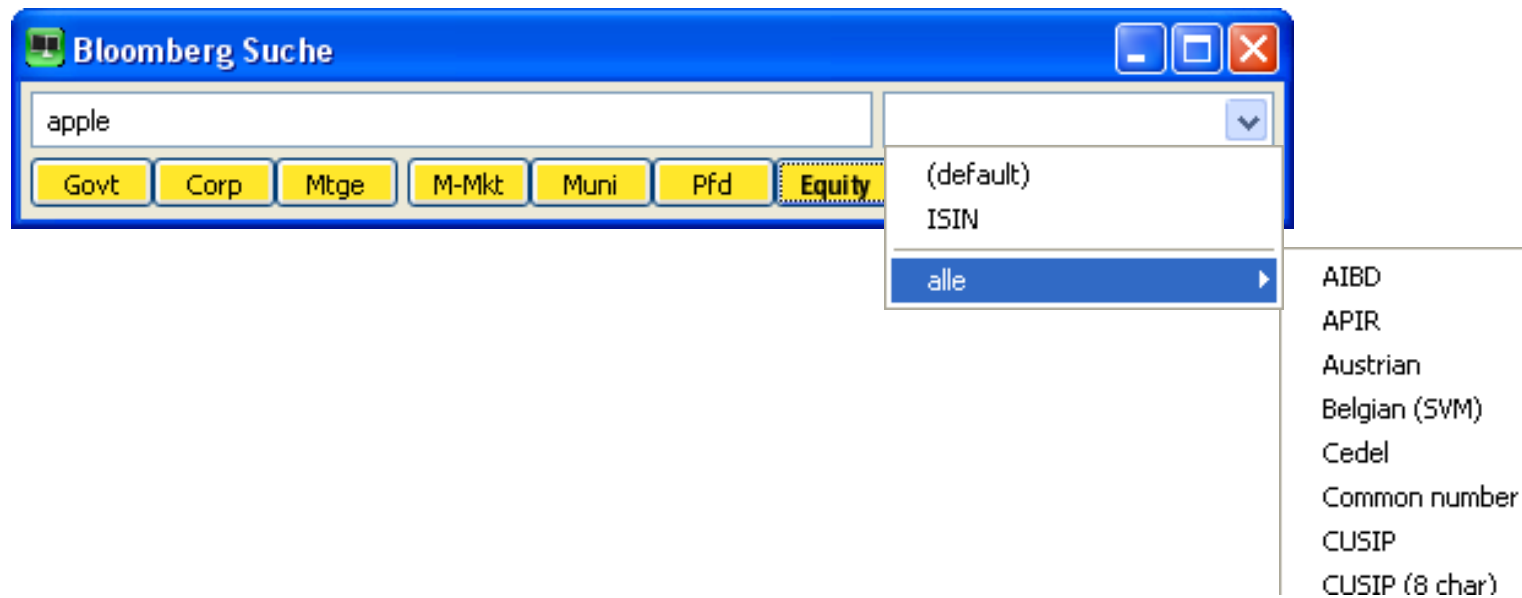 Bloomberg Suche
apple
Govt Corp Mtge M-Mkt Muni Pfd Equity
(default)
ISIN
alle
AIBD
APIR
Austrian
Belgian (SVM)
Cedel
Common number
CUSIP
CUSIP (8 char)